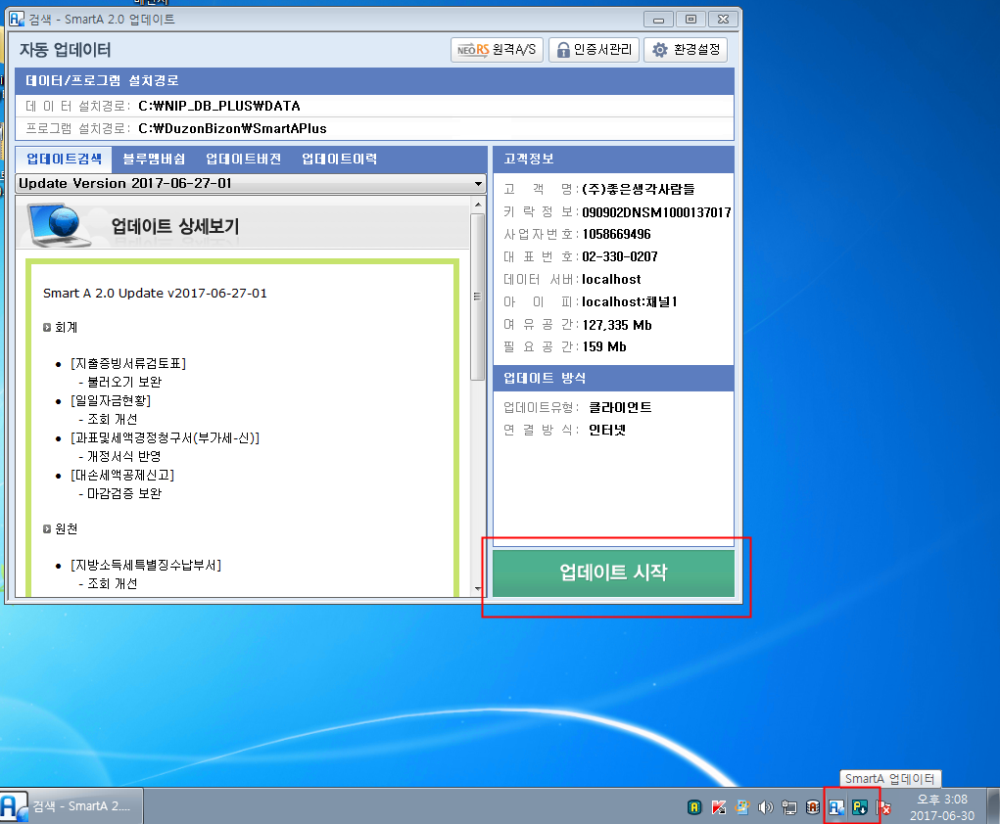 검색 - SmartA 2.0 업데이트
자동 업데이터
NEORS 원격A/S
인증서관리
환경설정
데이터/프로그램 설치경로
데 이 터 설치경로: C:₩NIP_DB_PLUS₩DATA
프로그램 설치경로: C:₩DuzonBizon₩SmartAPlus
업데이트검색 블루멤버쉽 업데이트버전 업데이트이력
Update Version 2017-06-27-01
업데이트 상세보기
Smart A 2.0 Update v2017-06-27-01
회계
• [지출증빙서류검토표]
- 불러오기 보완
• [일일자금현황]
- 조회 개선
• [과표및세액경정청구서(부가세-신)]
- 개정서식 반영
• [대손세액공제신고]
- 마감검증 보완
원천
• [지방소득세특별징수납부서]
- 조회 개선
고객정보
고 객 명: (주)좋은생각사람들
키 락 정 보: 090902DNSM1000137017
사업자번호: 1058669496
대 표 번 호: 02-330-0207
데이터 서버: localhost
아 이 피: localhost:채널1
여 유 공 간: 127,335 Mb
필 요 공 간: 159 Mb
업데이트 방식
업데이트유형: 클라이언트
연 결 방 식: 인터넷
업데이트 시작
SmartA 업데이터
검색 - SmartA 2....
오후 3:08
2017-06-30